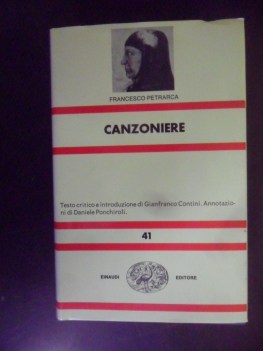 FRANCESCO PETRARCA
CANZONIERE
Testo critico e introduzione di Gianfranco Contini. Annotazio-
ni di Daniele Ponchiroli.
41
EINAUDI EDITORE